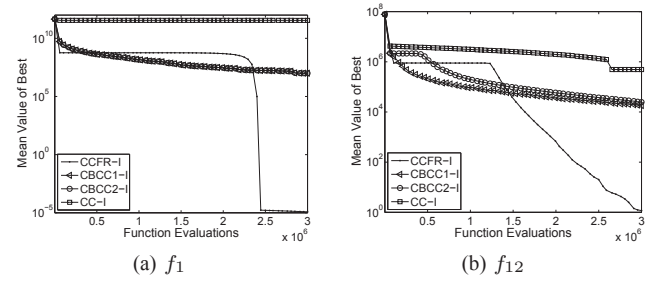 Mean Value of Best
10^10
10^5
10^0
10^-5
CCFR-I
CBCC1-I
CBCC2-I
CC-I
0.5 1 1.5 2 2.5 3
Function Evaluations x 10^6
(a) f1
Mean Value of Best
10^8
10^6
10^4
10^2
10^0
CCFR-I
CBCC1-I
CBCC2-I
CC-I
0.5 1 1.5 2 2.5 3
Function Evaluations x 10^6
(b) f12